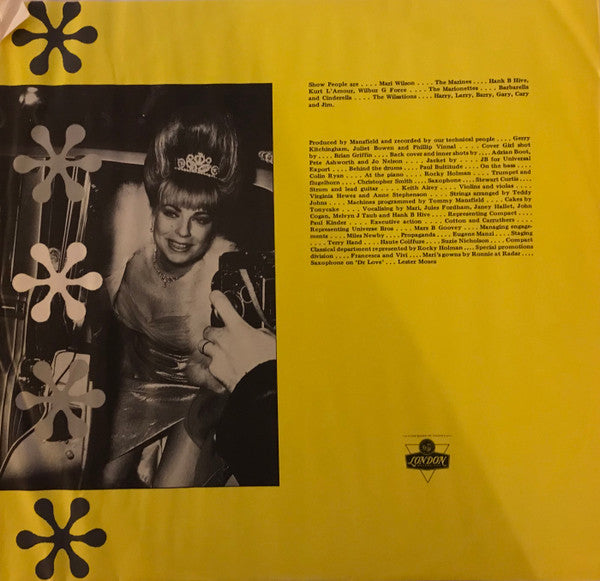 Show People are . . . . Mari Wilson . . . . The Marines . . . . Hank B Hive,
Kurt L'Amour, Wilbur G Force . . . . The Marionettes . . . . Barbarella
and Cinderella . . . . The Wilsations . . . . Harry, Larry, Barry, Gary, Cary
and Jim.
Produced by Mansfield and recorded by our technical people . . . . Gerry
Kitchingham, Juliet Bowen and Phillip Vinnal . . . . Cover Girl shot
by . . . . Brian Griffin . . . . Back cover and inner shots by . . . . Adrian Boot,
Pete Ashworth and Jo Nelson . . . . Jacket by . . . . JB for Universal
Export . . . . Behind the drums . . . . Paul Bultitude . . . . On the bass . . . .
Colin Ryan . . . . At the piano . . . . Rocky Holman . . . . Trumpet and
flugelhorn . . . . Christopher Smith . . . . Saxophone . . . . Stewart Curtis . . . .
Strum and lead guitar . . . . Keith Airey . . . . Violins and violas . . . .
Virginia Hewes and Anne Stephenson . . . . Strings arranged by Teddy
Johns . . . . Machines programmed by Tommy Mansfield . . . . Cakes by
Tonycake . . . . Vocalising by Mari, Jules Fordham, Janey Hallet, John
Cogan, Melvyn J Taub and Hank B Hive . . . . Representing Compact . . . .
Paul Kinder . . . . Executive action . . . . Cotton and Carruthers . . . .
Representing Universe Bros . . . . Mars B Goovey . . . . Managing engage-
ments . . . . Miles Newby . . . . Propaganda . . . . Eugene Manzi . . . . Staging
. . . . Terry Hand . . . . Haute Coiffure . . . . Suzie Nicholson . . . . Compact
Classical department represented by Rocky Holman . . . . Special promotions
division . . . . Francesca and Vivi . . . . Mari's gowns by Ronnie at Radar . . . .
Saxophone on 'Dr Love' . . . Lester Moses
LONDON